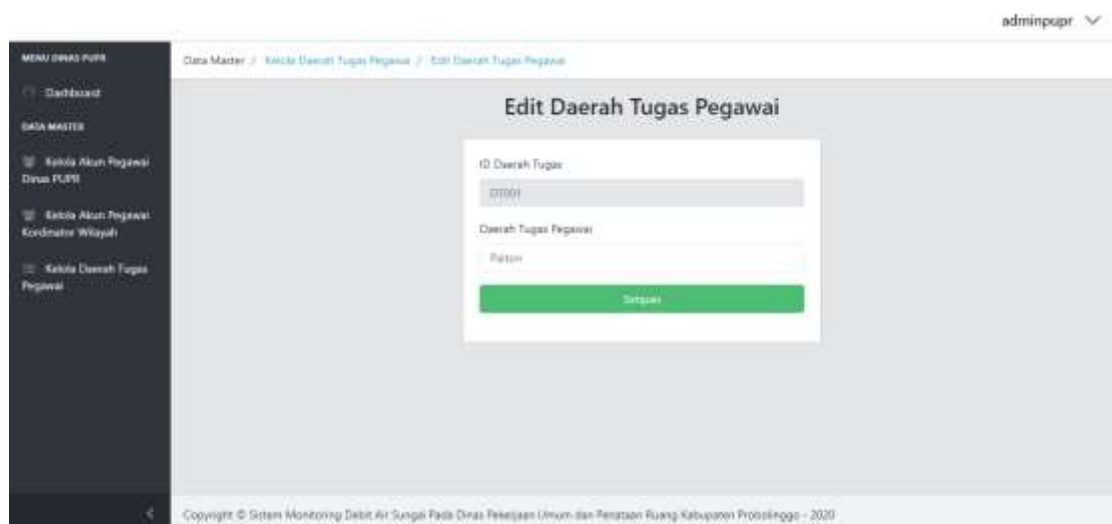 adminpupr
MENU DINAS PUPR
Dashboard
DATA MASTER
Kelola Akun Pegawai
Dinas PUPR
Kelola Akun Pegawai
Kordinator Wilayah
Kelola Daerah Tugas
Pegawai
Data Master / Kelola Daerah Tugas Pegawai / Edit Daerah Tugas Pegawai
Edit Daerah Tugas Pegawai
ID Daerah Tugas
DT001
Daerah Tugas Pegawai
Paiton
Simpan
Copyright © Sistem Monitoring Debit Air Sungai Pada Dinas Pekerjaan Umum dan Penataan Ruang Kabupaten Probolinggo - 2020